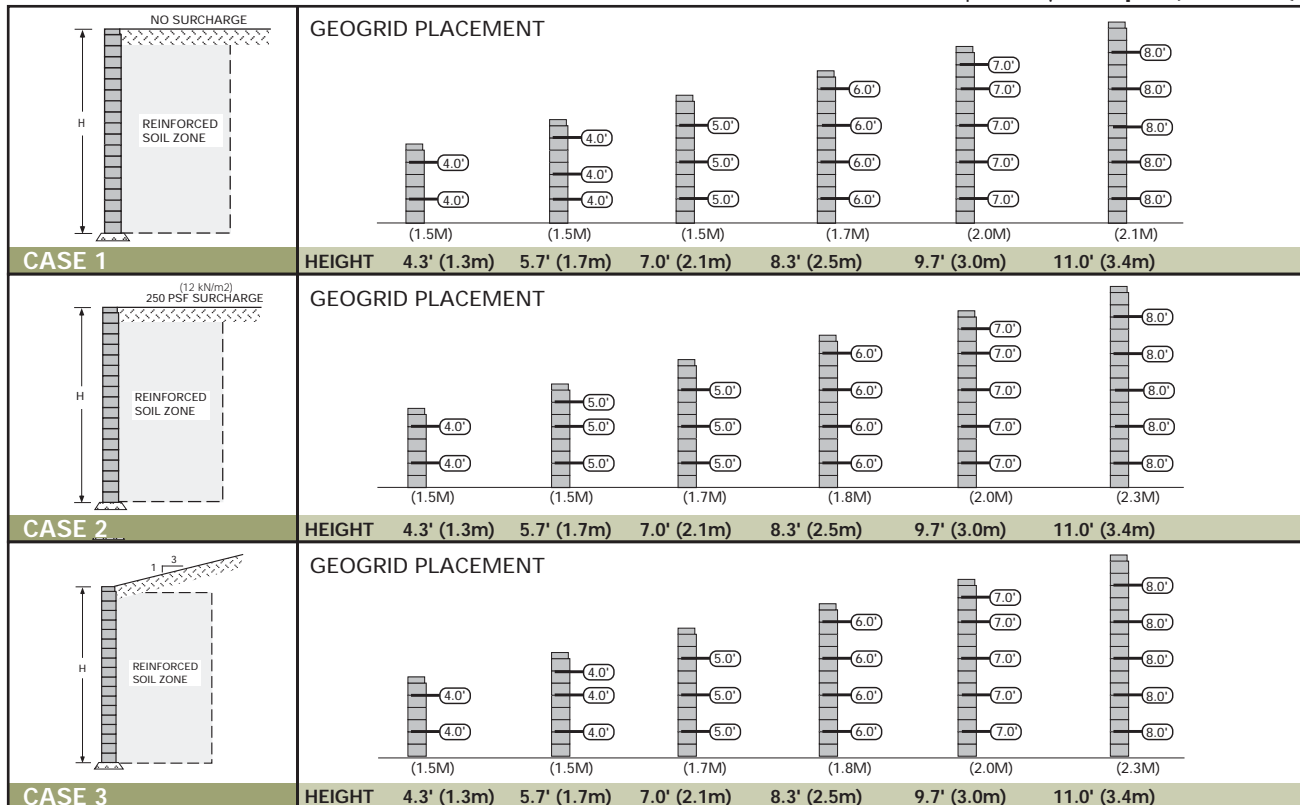 NO SURCHARGE
H
REINFORCED
SOIL ZONE
CASE 1
GEOGRID PLACEMENT
4.0'
4.0'
(1.5M)
4.0'
4.0'
4.0'
(1.5M)
5.0'
5.0'
5.0'
(1.5M)
6.0'
6.0'
6.0'
6.0'
(1.7M)
7.0'
7.0'
7.0'
7.0'
7.0'
(2.0M)
8.0'
8.0'
8.0'
8.0'
8.0'
(2.1M)
HEIGHT 4.3' (1.3m) 5.7' (1.7m) 7.0' (2.1m) 8.3' (2.5m) 9.7' (3.0m) 11.0' (3.4m)
(12 kN/m2)
250 PSF SURCHARGE
H
REINFORCED
SOIL ZONE
CASE 2
GEOGRID PLACEMENT
4.0'
4.0'
(1.5M)
5.0'
5.0'
5.0'
(1.5M)
5.0'
5.0'
5.0'
(1.7M)
6.0'
6.0'
6.0'
6.0'
(1.8M)
7.0'
7.0'
7.0'
7.0'
7.0'
(2.0M)
8.0'
8.0'
8.0'
8.0'
8.0'
(2.3M)
HEIGHT 4.3' (1.3m) 5.7' (1.7m) 7.0' (2.1m) 8.3' (2.5m) 9.7' (3.0m) 11.0' (3.4m)
1 3
H
REINFORCED
SOIL ZONE
CASE 3
GEOGRID PLACEMENT
4.0'
4.0'
(1.5M)
4.0'
4.0'
4.0'
(1.5M)
5.0'
5.0'
5.0'
(1.7M)
6.0'
6.0'
6.0'
6.0'
(1.8M)
7.0'
7.0'
7.0'
7.0'
7.0'
(2.0M)
8.0'
8.0'
8.0'
8.0'
8.0'
(2.3M)
HEIGHT 4.3' (1.3m) 5.7' (1.7m) 7.0' (2.1m) 8.3' (2.5m) 9.7' (3.0m) 11.0' (3.4m)